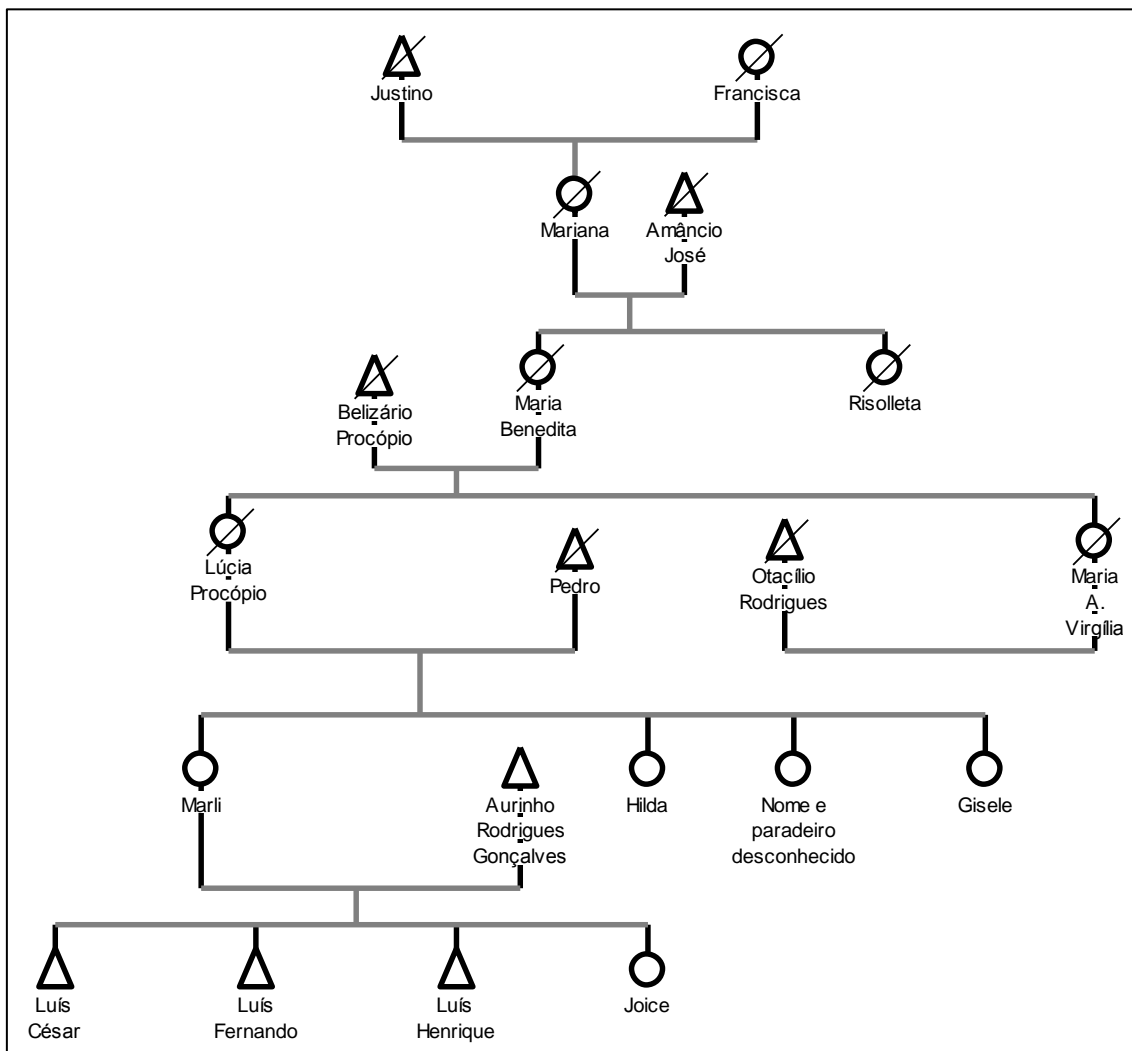 Justino
Francisca
Mariana
Amâncio
José
Belizário
Procópio
Maria
Benedita
Risolleta
Lúcia
Procópio
Pedro
Otacílio
Rodrigues
Maria
A.
Virgília
Marli
Aurinho
Rodrigues
Gonçalves
Hilda
Nome e
paradeiro
desconhecido
Gisele
Luís
César
Luís
Fernando
Luís
Henrique
Joice